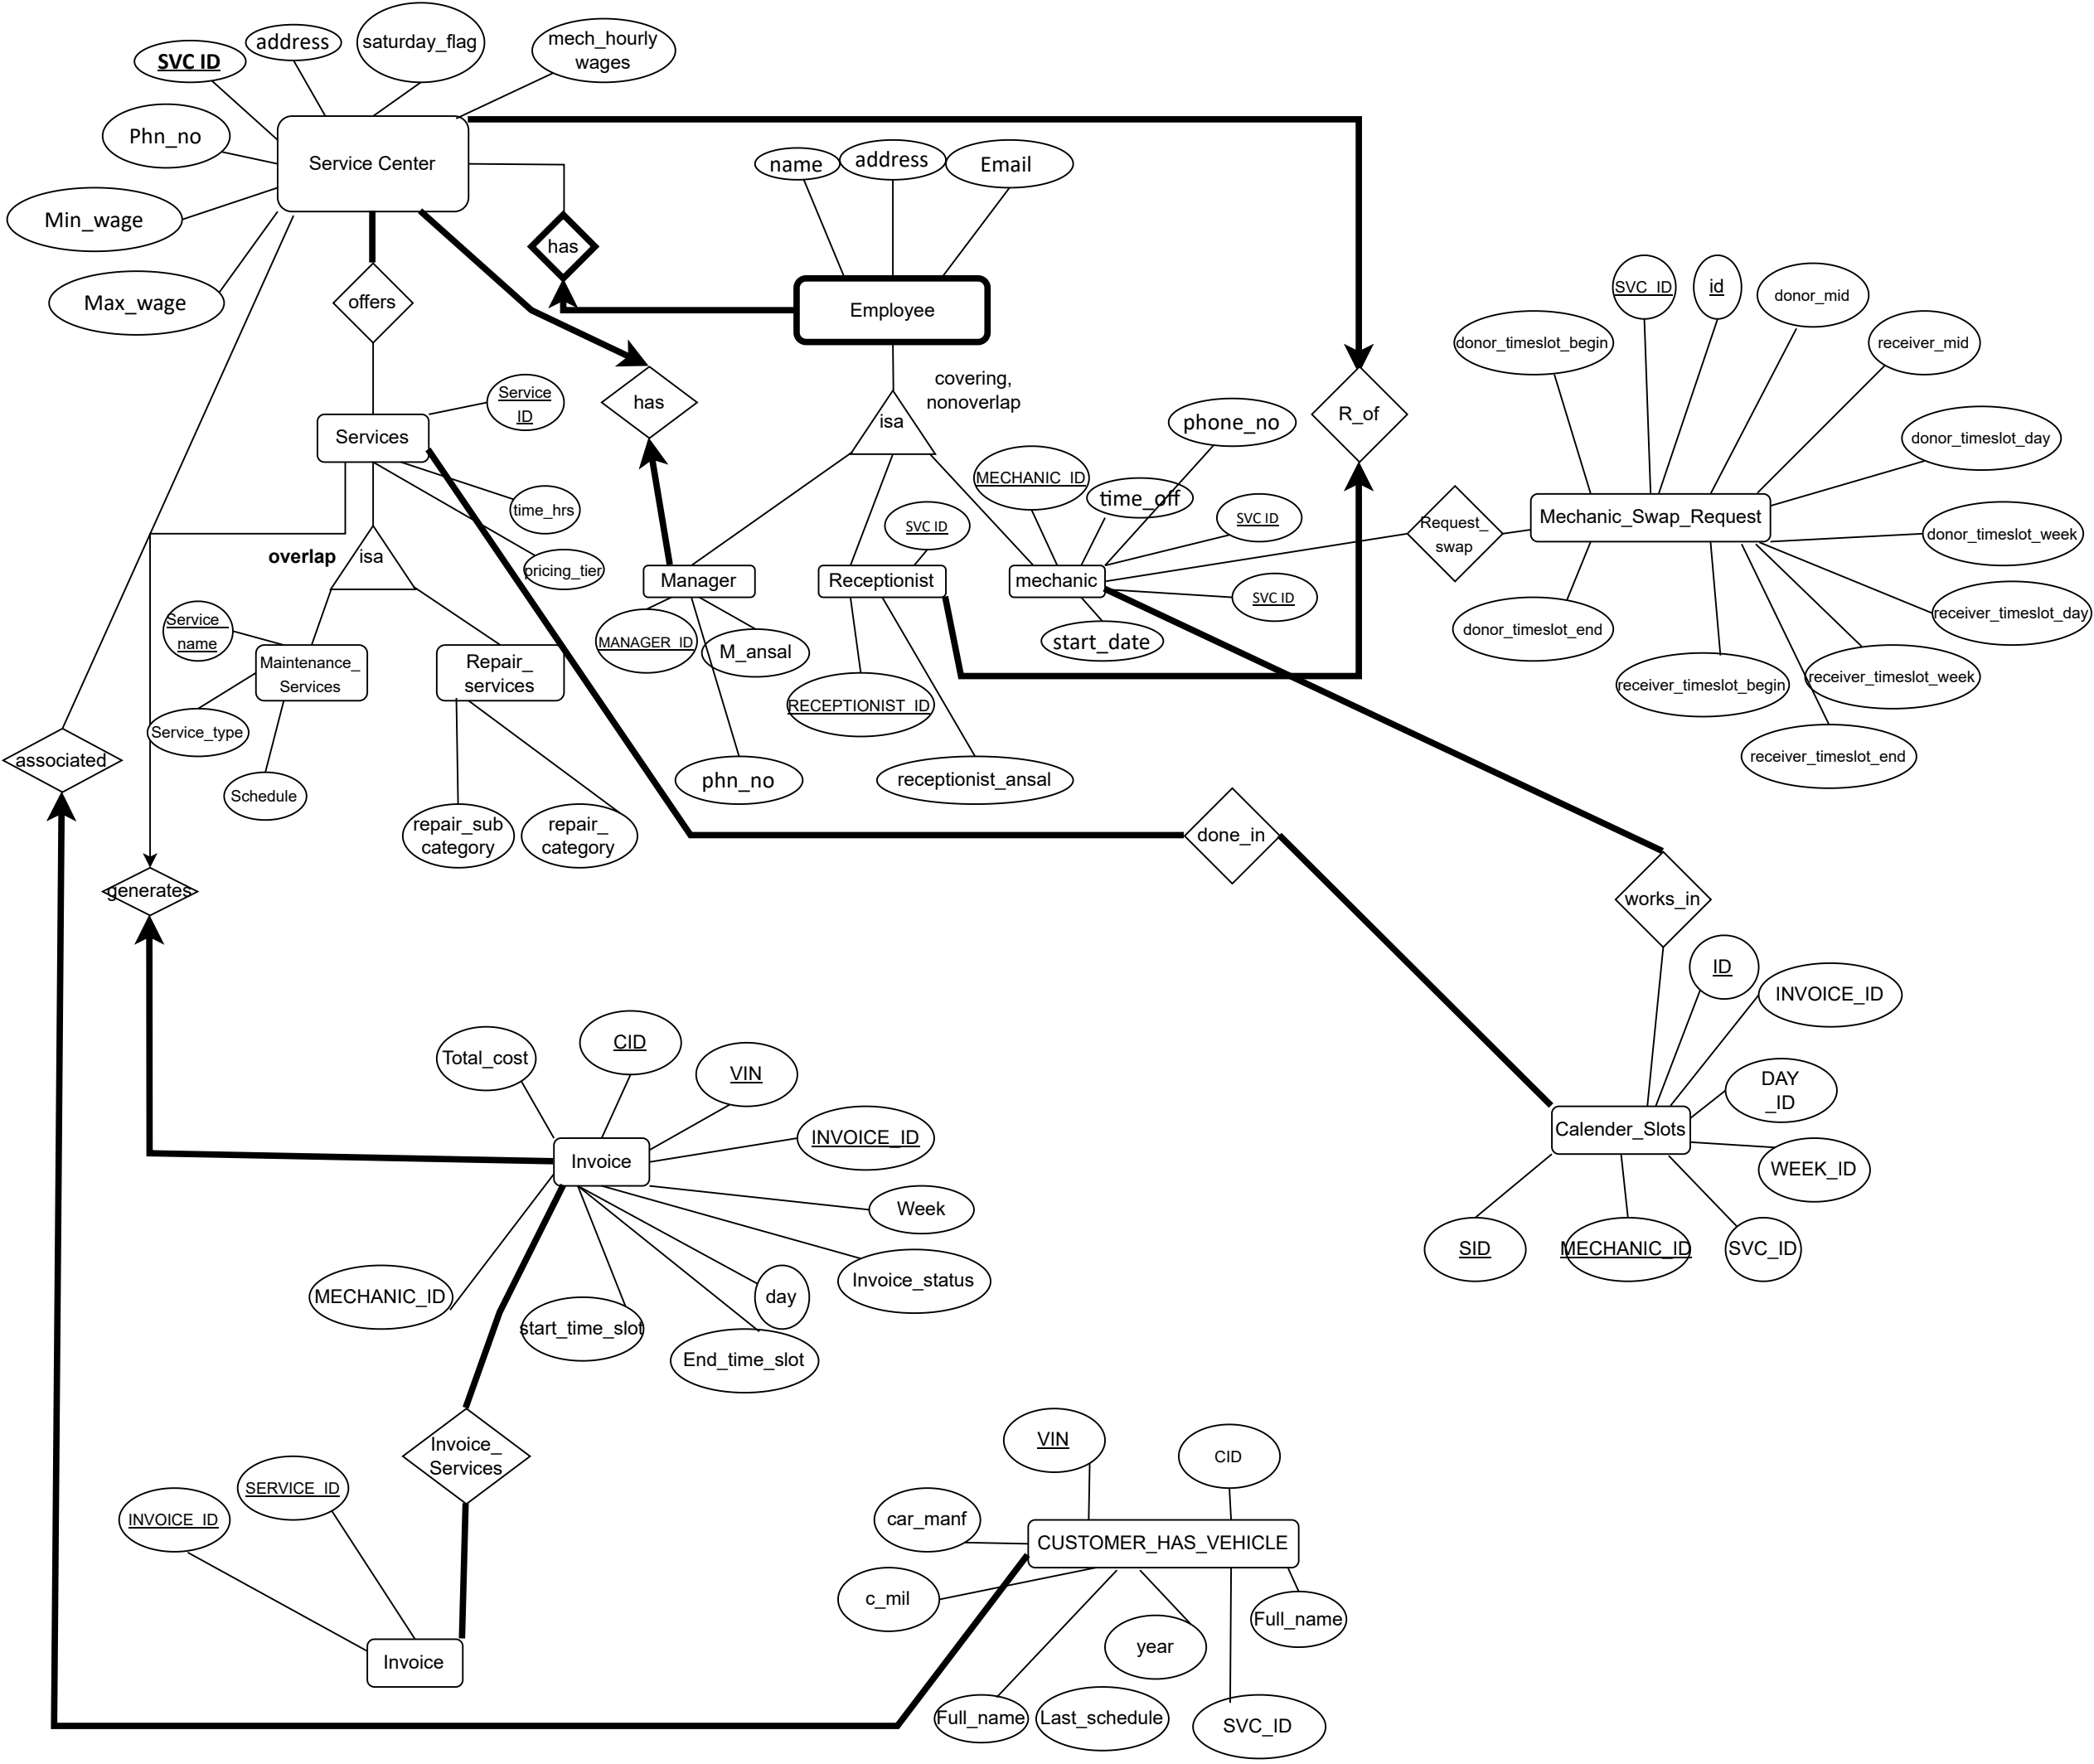 SVC ID
address
saturday_flag
mech_hourly
wages
Phn_no
Service Center
name
address
Email
Min_wage
has
Max_wage
offers
Employee
SVC_ID
id
donor_mid
donor_timeslot_begin
receiver_mid
covering,
nonoverlap
Service
ID
has
isa
phone_no
R_of
Services
donor_timeslot_day
MECHANIC_ID
time_off
time_hrs
SVC ID
SVC ID
Request_
swap
Mechanic_Swap_Request
donor_timeslot_week
overlap
isa
pricing_tier
Manager
Receptionist
mechanic
SVC ID
receiver_timeslot_day
Service_
name
MANAGER_ID
M_ansal
start_date
donor_timeslot_end
Maintenance_
Services
Repair_
services
receiver_timeslot_begin
receiver_timeslot_week
RECEPTIONIST_ID
Service_type
associated
receiver_timeslot_end
Schedule
phn_no
receptionist_ansal
repair_sub
category
repair_
category
done_in
generates
works_in
ID
INVOICE_ID
Total_cost
CID
VIN
DAY
_ID
INVOICE_ID
Calender_Slots
Invoice
WEEK_ID
Week
SID
MECHANIC_ID
SVC_ID
Invoice_status
MECHANIC_ID
day
start_time_slot
End_time_slot
Invoice_
Services
VIN
CID
SERVICE_ID
INVOICE_ID
car_manf
CUSTOMER_HAS_VEHICLE
c_mil
Full_name
year
Invoice
Full_name
Last_schedule
SVC_ID